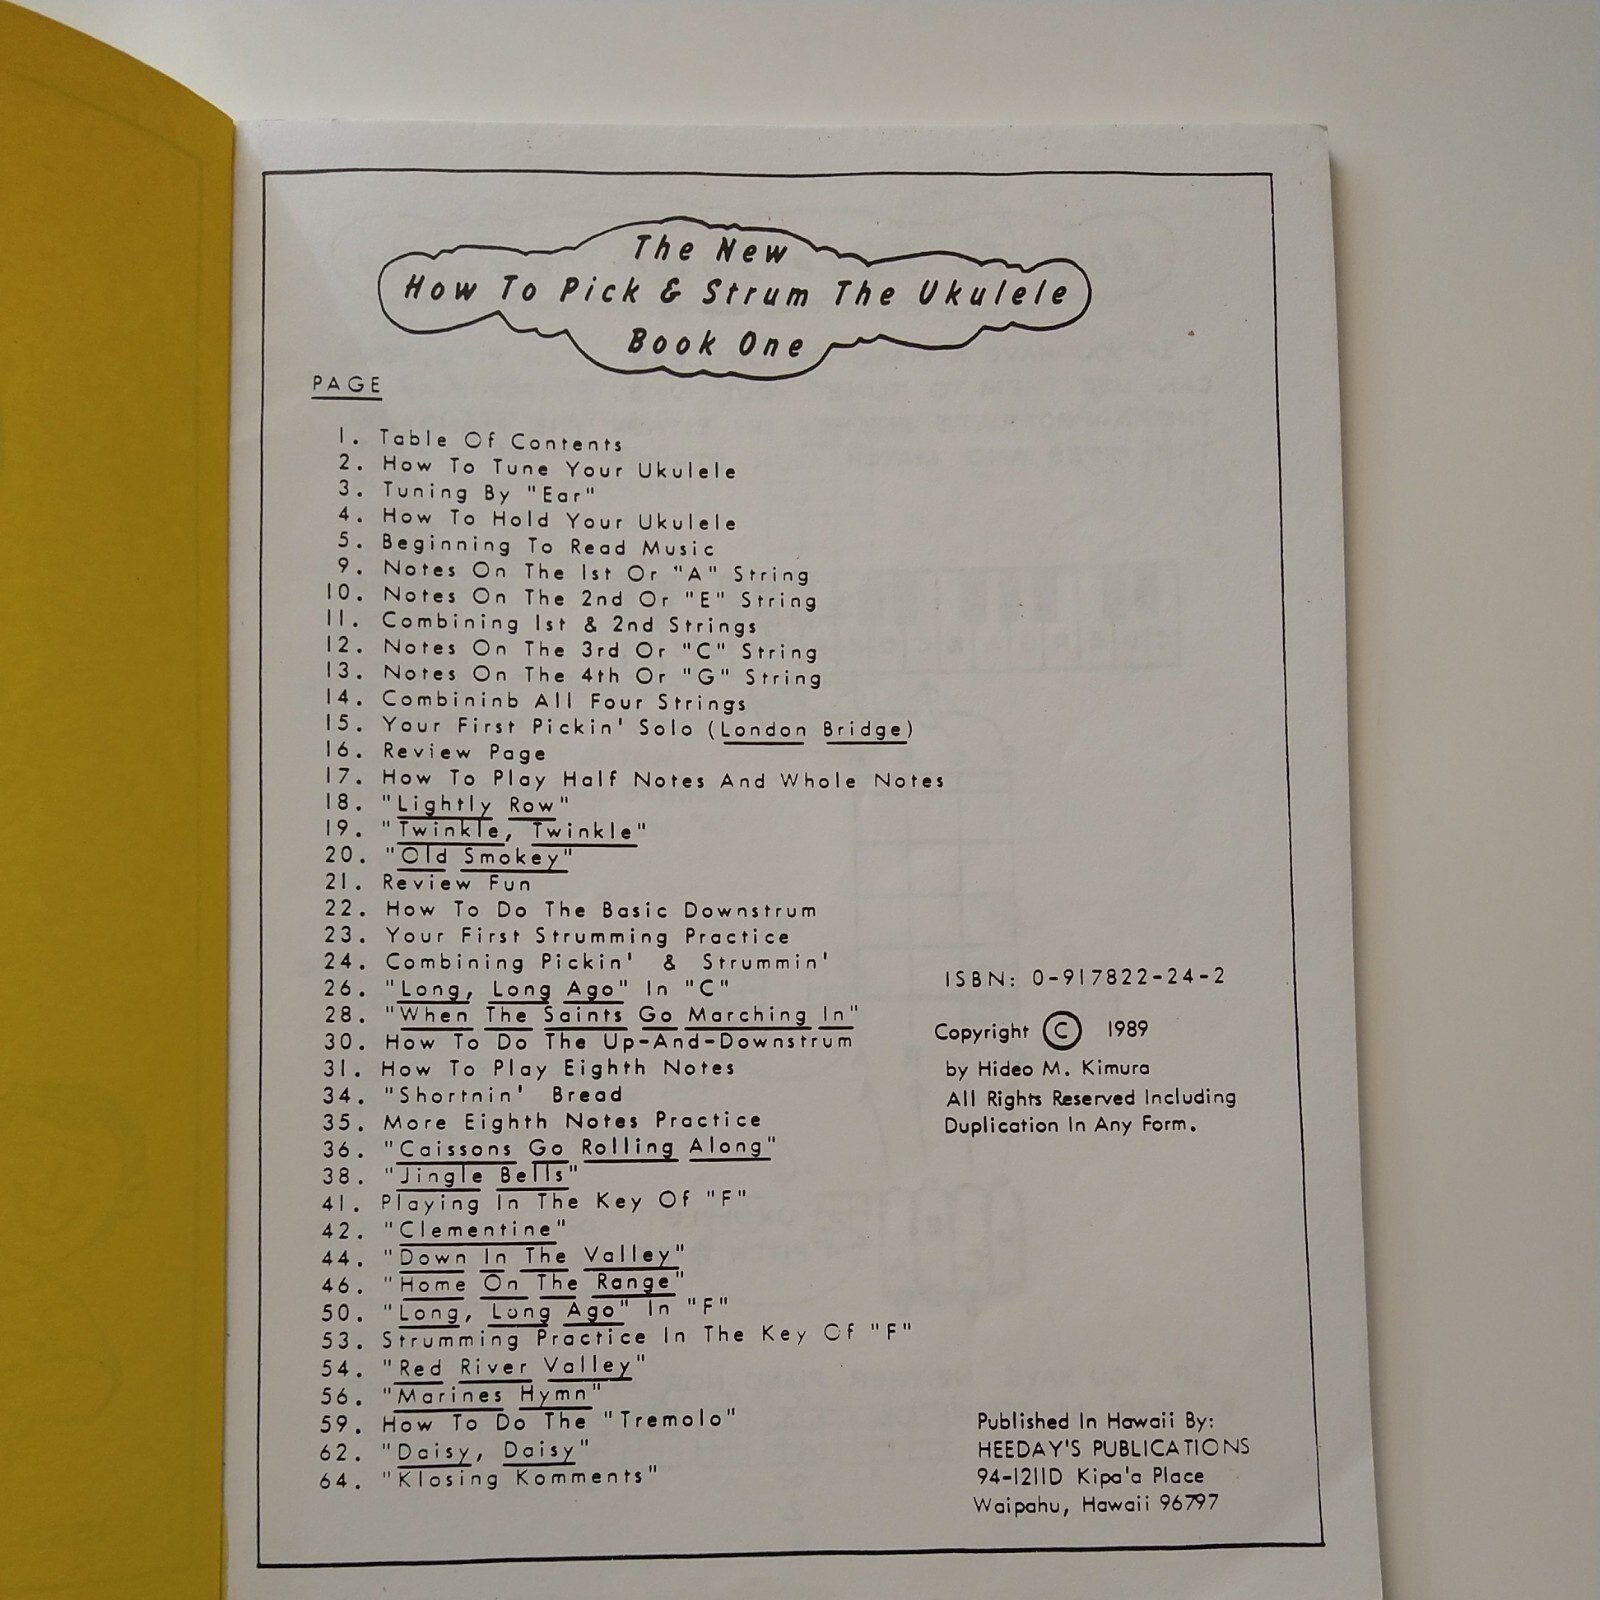 The New
How To Pick & Strum The Ukulele
Book One
PAGE
1. Table Of Contents
2. How To Tune Your Ukulele
3. Tuning By "Ear"
4. How To Hold Your Ukulele
5. Beginning To Read Music
9. Notes On The 1st Or "A" String
10. Notes On The 2nd Or "E" String
11. Combining 1st & 2nd Strings
12. Notes On The 3rd Or "C" String
13. Notes On The 4th Or "G" String
14. Combininb All Four Strings
15. Your First Pickin' Solo (London Bridge)
16. Review Page
17. How To Play Half Notes And Whole Notes
18. "Lightly Row"
19. "Twinkle, Twinkle"
20. "Old Smokey"
21. Review Fun
22. How To Do The Basic Downstrum
23. Your First Strumming Practice
24. Combining Pickin' & Strummin'
26. "Long, Long Ago" In "C"
28. "When The Saints Go Marching In"
30. How To Do The Up-And-Downstrum
31. How To Play Eighth Notes
34. "Shortnin' Bread
35. More Eighth Notes Practice
36. "Caissons Go Rolling Along"
38. "Jingle Bells"
41. Playing In The Key Of "F"
42. "Clementine"
44. "Down In The Valley"
46. "Home On The Range"
50. "Long, Long Ago" In "F"
53. Strumming Practice In The Key Of "F"
54. "Red River Valley"
56. "Marines Hymn"
59. How To Do The "Tremolo"
62. "Daisy, Daisy"
64. "Klosing Komments"
ISBN: 0-917822-24-2
Copyright © 1989
by Hideo M. Kimura
All Rights Reserved Including
Duplication In Any Form.
Published In Hawaii By:
HEEDAY'S PUBLICATIONS
94-1211D Kipa'a Place
Waipahu, Hawaii 96797